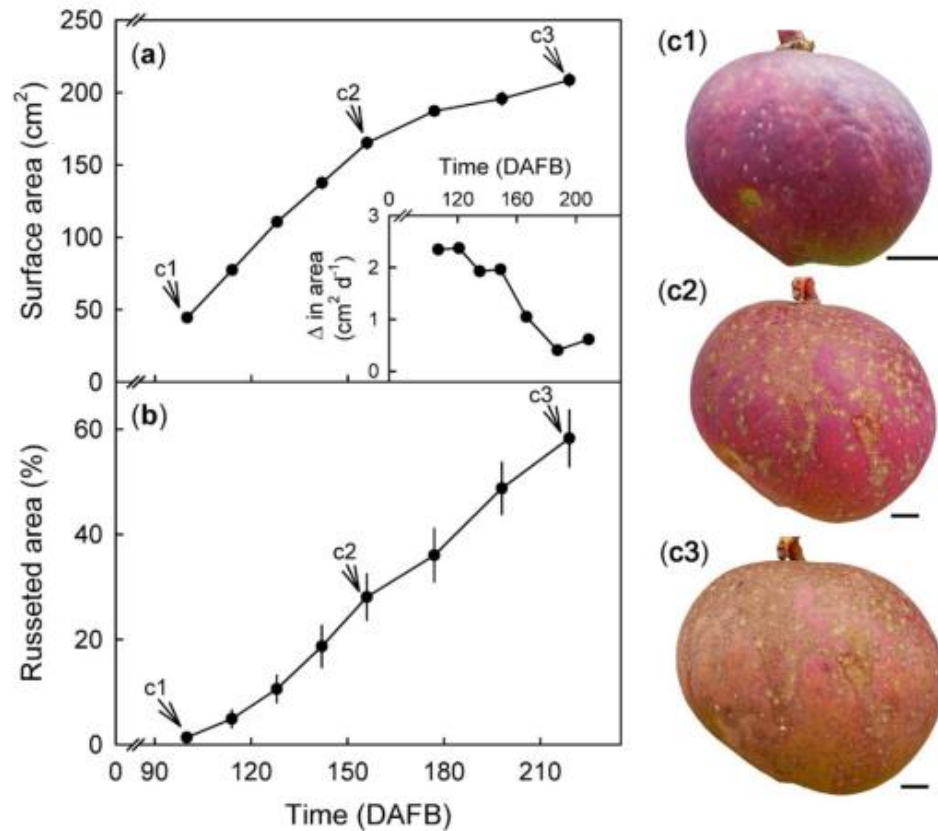 (a)
Surface area (cm²)
250
200
150
100
50
0
c1
c2
c3
Time (DAFB)
0 120 160 200
Δ in area
(cm² d⁻¹)
3
2
1
0
(b)
Russeted area (%)
60
40
20
0
c1
c2
c3
0 90 120 150 180 210
Time (DAFB)
(c1)
(c2)
(c3)